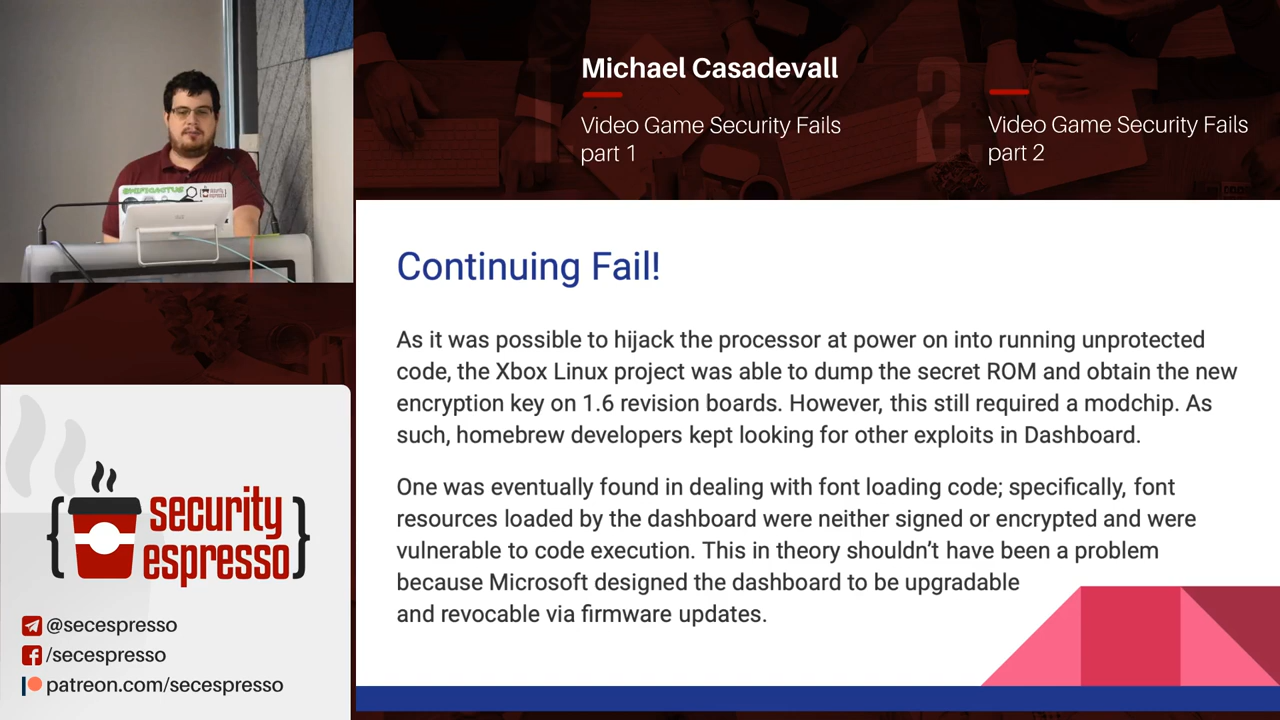 Michael Casadevall
Video Game Security Fails
part 1
Video Game Security Fails
part 2
Continuing Fail!
As it was possible to hijack the processor at power on into running unprotected
code, the Xbox Linux project was able to dump the secret ROM and obtain the new
encryption key on 1.6 revision boards. However, this still required a modchip. As
such, homebrew developers kept looking for other exploits in Dashboard.
One was eventually found in dealing with font loading code; specifically, font
resources loaded by the dashboard were neither signed or encrypted and were
vulnerable to code execution. This in theory shouldn't have been a problem
because Microsoft designed the dashboard to be upgradable
and revocable via firmware updates.
{security
espresso}
@secespresso
/secespresso
patreon.com/secespresso